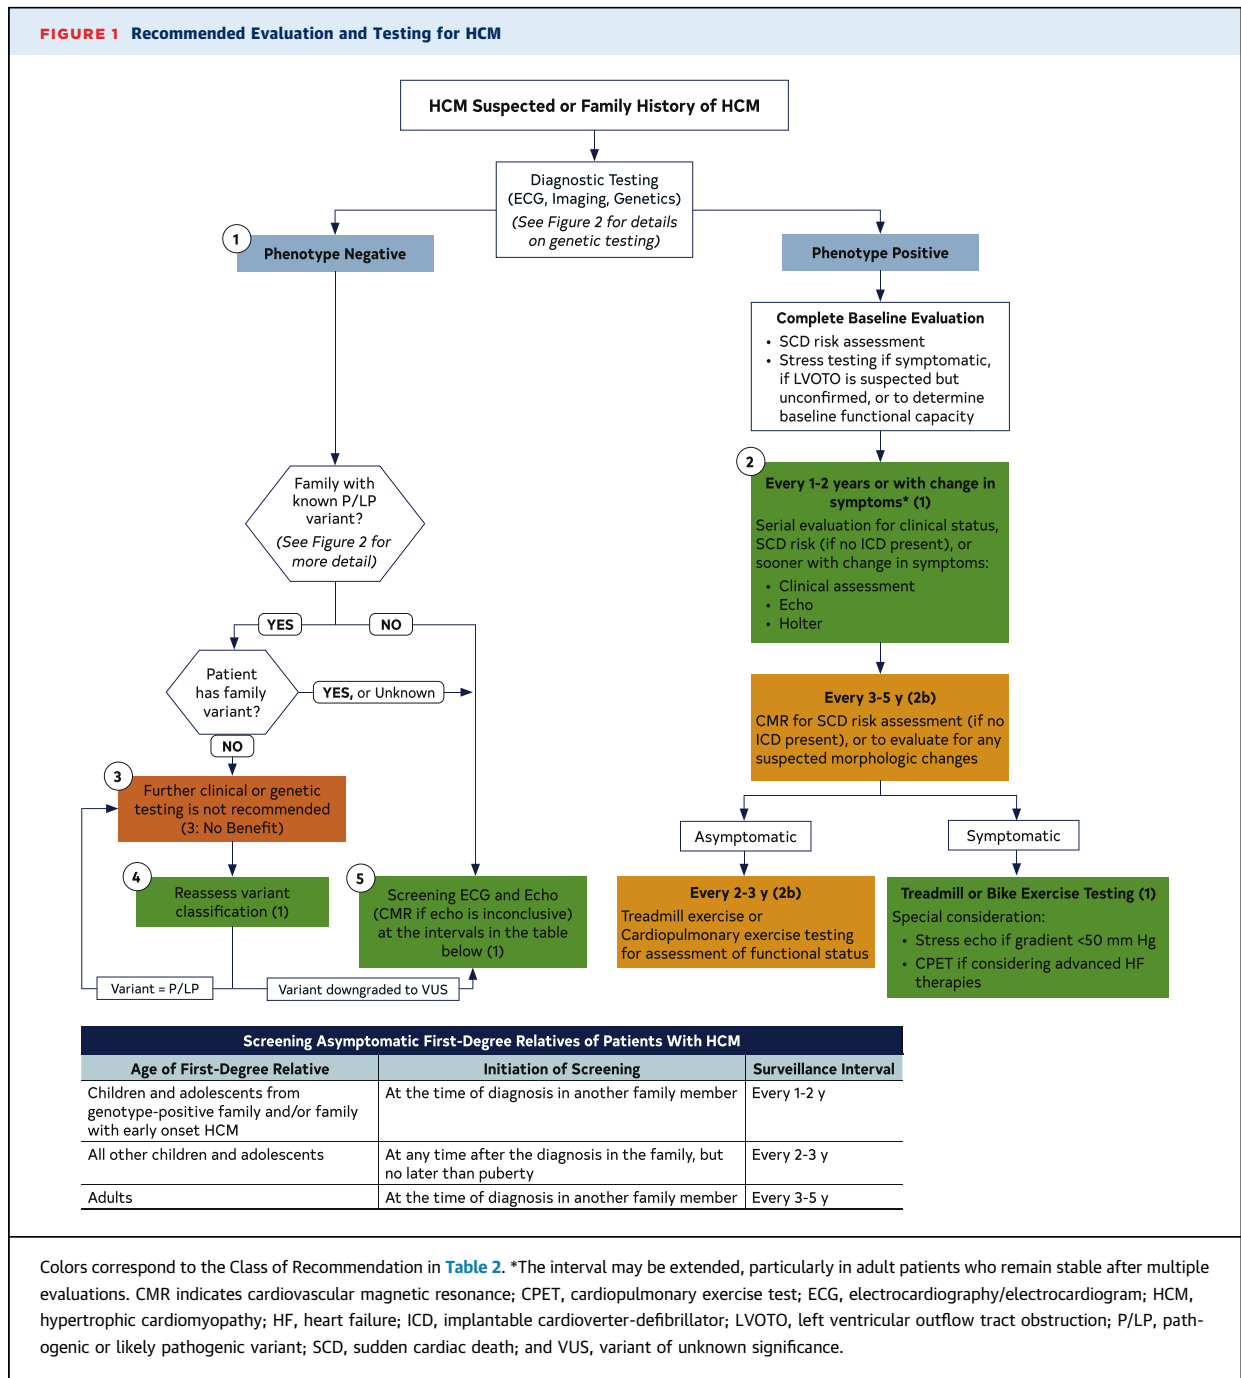 FIGURE 1 Recommended Evaluation and Testing for HCM
HCM Suspected or Family History of HCM
Diagnostic Testing
(ECG, Imaging, Genetics)
(See Figure 2 for details
on genetic testing)
1
Phenotype Negative
Phenotype Positive
Complete Baseline Evaluation
• SCD risk assessment
• Stress testing if symptomatic,
if LVOTO is suspected but
unconfirmed, or to determine
baseline functional capacity
Family with
known P/LP
variant?
(See Figure 2 for
more detail)
2
Every 1-2 years or with change in
symptoms* (1)
Serial evaluation for clinical status,
SCD risk (if no ICD present), or
sooner with change in symptoms:
• Clinical assessment
• Echo
• Holter
YES
NO
Patient
has family
variant?
YES, or Unknown
NO
Every 3-5 y (2b)
CMR for SCD risk assessment (if no
ICD present), or to evaluate for any
suspected morphologic changes
3
Further clinical or genetic
testing is not recommended
(3: No Benefit)
Asymptomatic
Symptomatic
4
Reassess variant
classification (1)
5
Screening ECG and Echo
(CMR if echo is inconclusive)
at the intervals in the table
below (1)
Every 2-3 y (2b)
Treadmill exercise or
Cardiopulmonary exercise testing
for assessment of functional status
Treadmill or Bike Exercise Testing (1)
Special consideration:
• Stress echo if gradient <50 mm Hg
• CPET if considering advanced HF
therapies
Variant = P/LP
Variant downgraded to VUS
Screening Asymptomatic First-Degree Relatives of Patients With HCM
Age of First-Degree Relative Initiation of Screening Surveillance Interval
Children and adolescents from At the time of diagnosis in another family member Every 1-2 y
genotype-positive family and/or family
with early onset HCM
All other children and adolescents At any time after the diagnosis in the family, but Every 2-3 y
no later than puberty
Adults At the time of diagnosis in another family member Every 3-5 y
Colors correspond to the Class of Recommendation in Table 2. *The interval may be extended, particularly in adult patients who remain stable after multiple
evaluations. CMR indicates cardiovascular magnetic resonance; CPET, cardiopulmonary exercise test; ECG, electrocardiography/electrocardiogram; HCM,
hypertrophic cardiomyopathy; HF, heart failure; ICD, implantable cardioverter-defibrillator; LVOTO, left ventricular outflow tract obstruction; P/LP, path-
ogenic or likely pathogenic variant; SCD, sudden cardiac death; and VUS, variant of unknown significance.